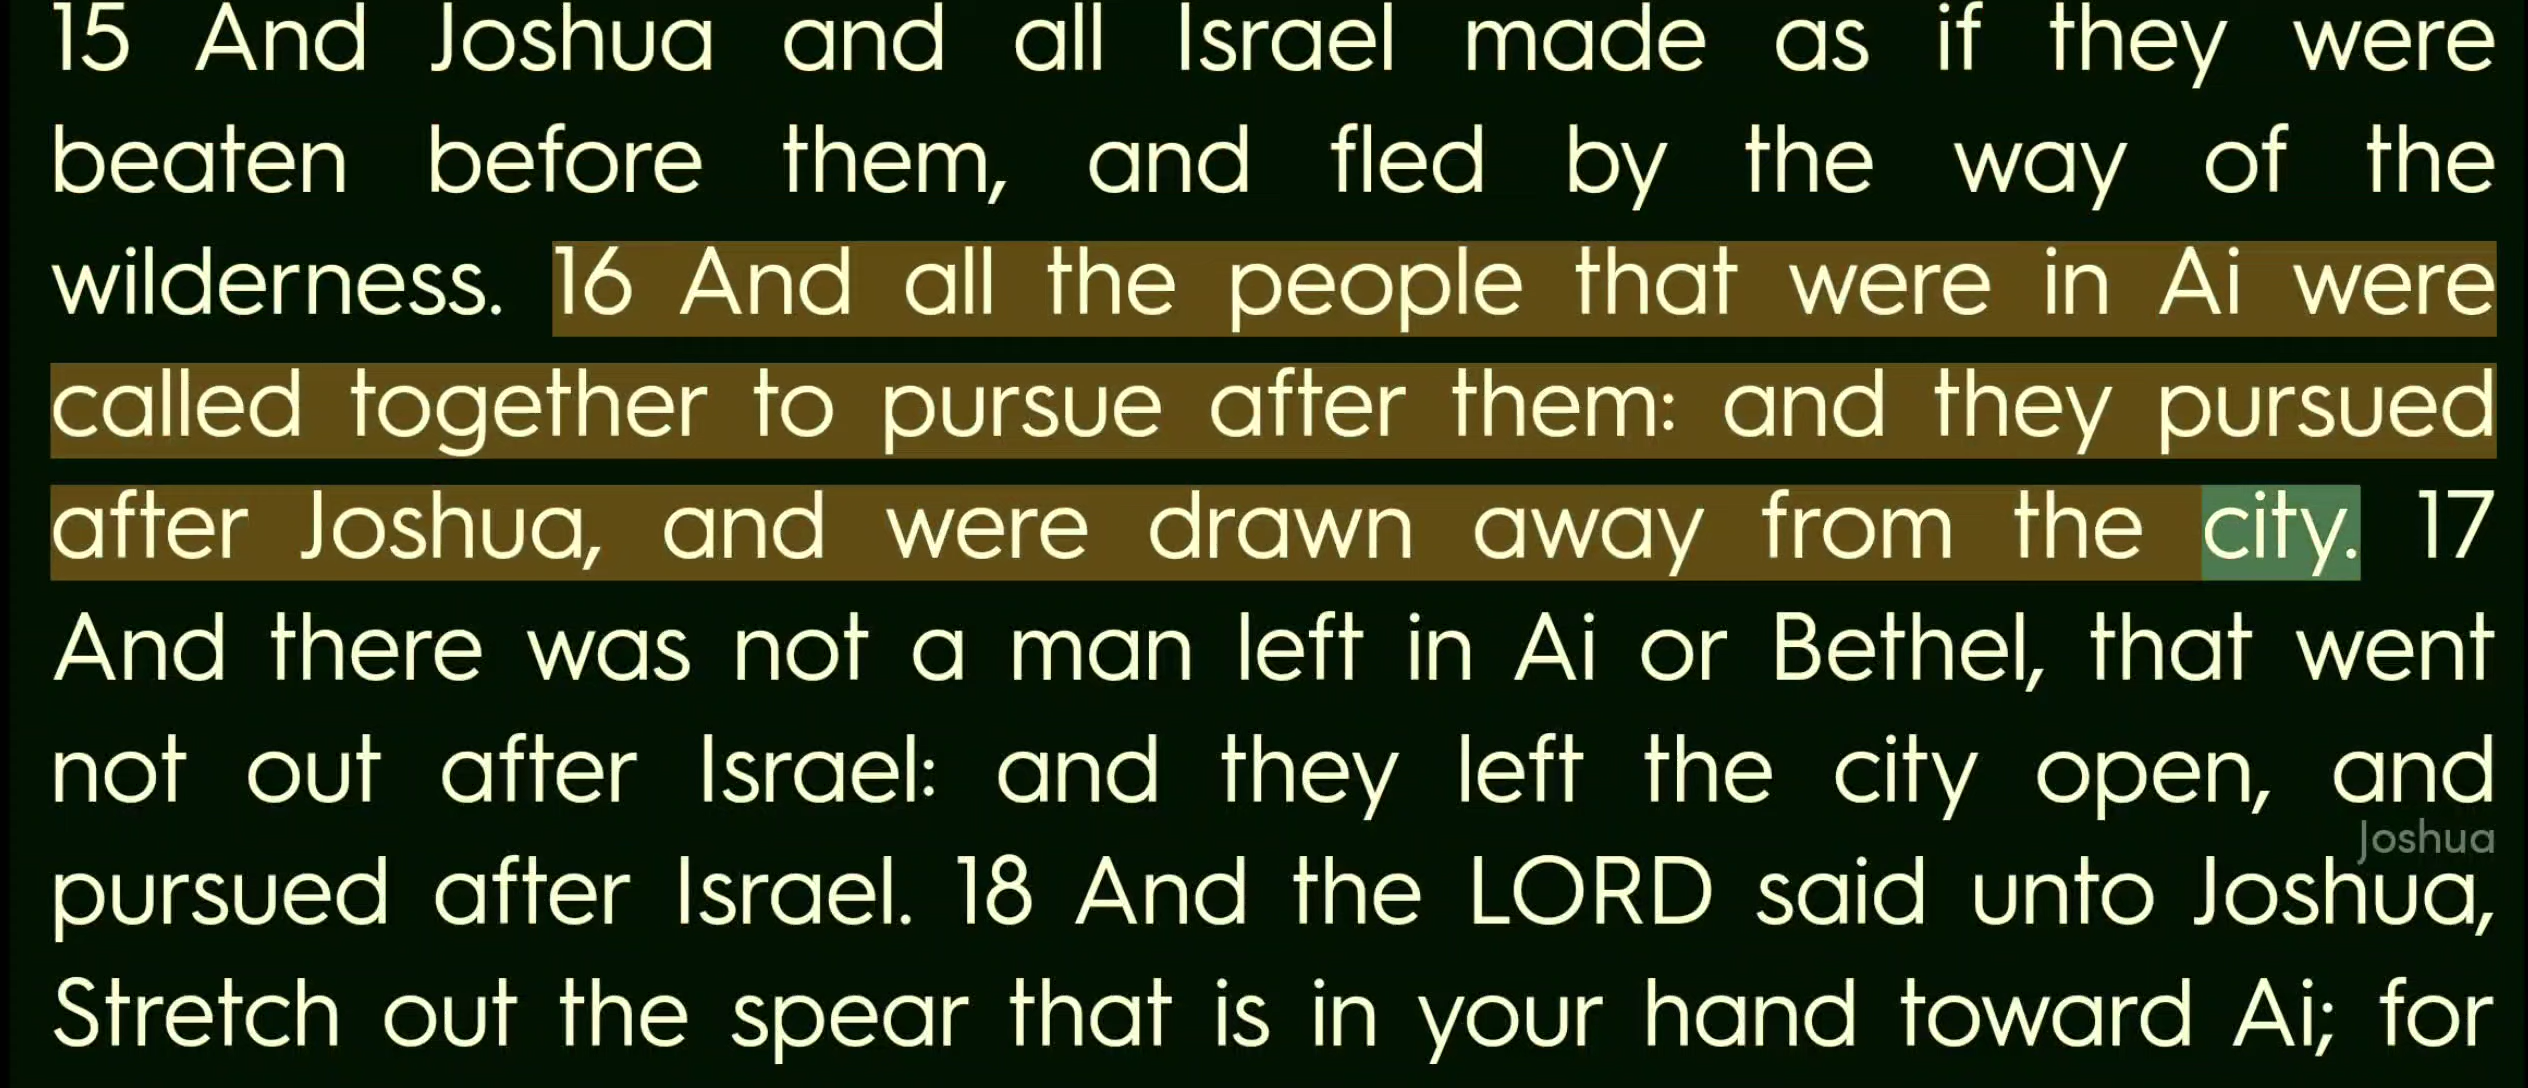 15 And Joshua and all Israel made as if they were
beaten before them, and fled by the way of the
wilderness. 16 And all the people that were in Ai were
called together to pursue after them: and they pursued
after Joshua, and were drawn away from the city. 17
And there was not a man left in Ai or Bethel, that went
not out after Israel: and they left the city open, and
Joshua
pursued after Israel. 18 And the LORD said unto Joshua,
Stretch out the spear that is in your hand toward Ai; for